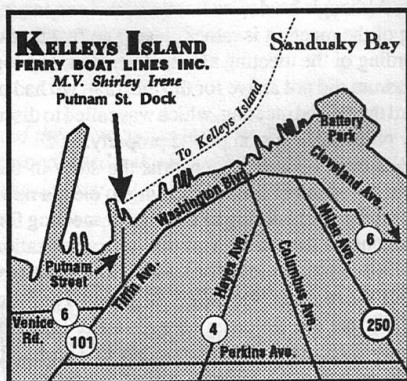 KELLEYS ISLAND
FERRY BOAT LINES INC.
M.V. Shirley Irene
Putnam St. Dock
Sandusky Bay
To Kelleys Island
Battery
Park
Cleveland Ave.
Washington Blvd.
Putnam
Street
Tiffin Ave.
Hayes Ave.
Columbus Ave.
Milan Ave.
6
6
Venice
Rd.
101
4
250
Perkins Ave.